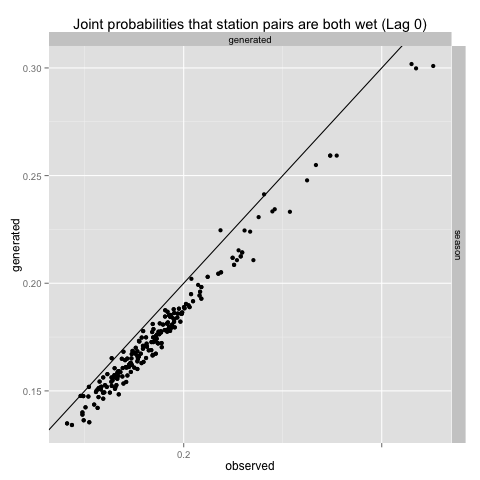 Joint probabilities that station pairs are both wet (Lag 0)
generated
0.30
0.25
0.20
0.15
generated
season
0.2
observed